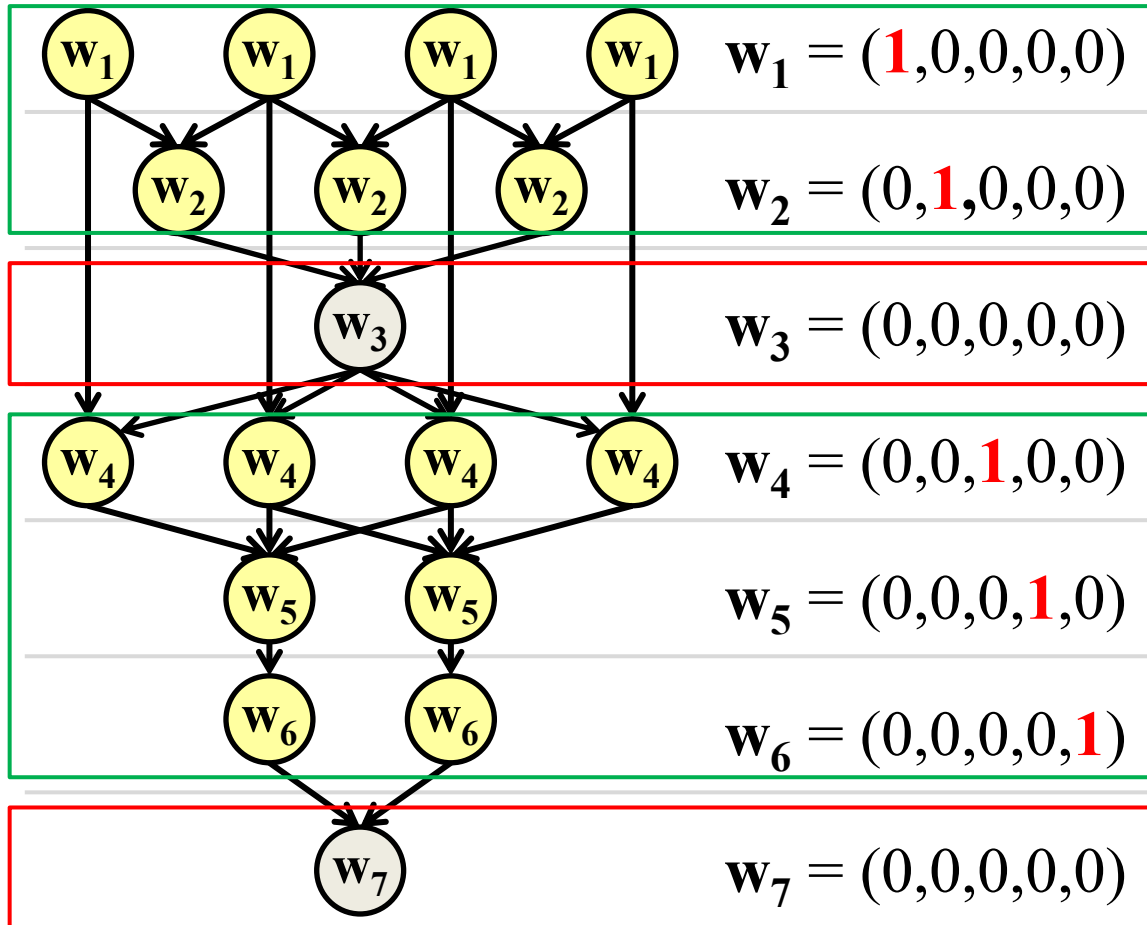 w₁ w₁ w₁ w₁ w₁ = (1,0,0,0,0)
w₂ w₂ w₂ w₂ = (0,1,0,0,0)
w₃ w₃ = (0,0,0,0,0)
w₄ w₄ w₄ w₄ w₄ = (0,0,1,0,0)
w₅ w₅ w₅ = (0,0,0,1,0)
w₆ w₆ w₆ = (0,0,0,0,1)
w₇ w₇ = (0,0,0,0,0)